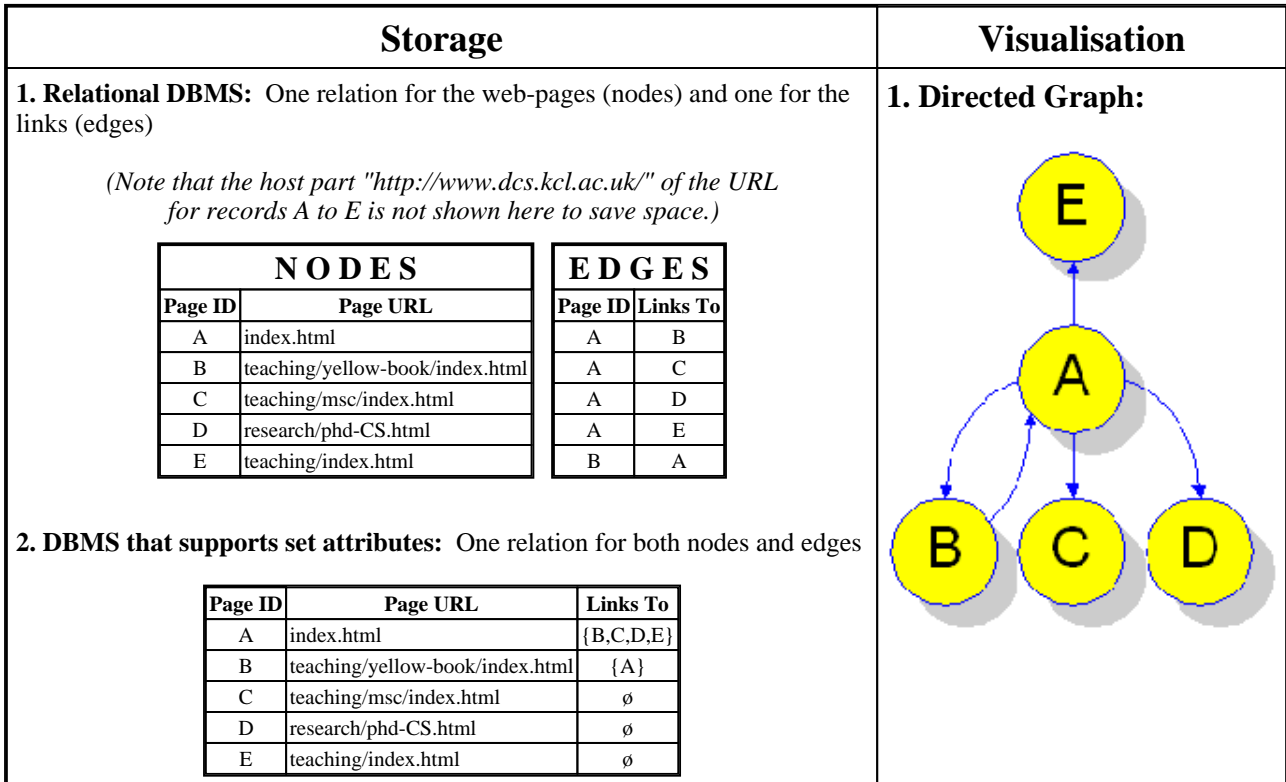 Storage
Visualisation
1. Relational DBMS: One relation for the web-pages (nodes) and one for the
links (edges)
(Note that the host part "http://www.dcs.kcl.ac.uk/" of the URL
for records A to E is not shown here to save space.)
N O D E S
Page ID Page URL
A index.html
B teaching/yellow-book/index.html
C teaching/msc/index.html
D research/phd-CS.html
E teaching/index.html
E D G E S
Page ID Links To
A B
A C
A D
A E
B A
2. DBMS that supports set attributes: One relation for both nodes and edges
Page ID Page URL Links To
A index.html {B,C,D,E}
B teaching/yellow-book/index.html {A}
C teaching/msc/index.html ø
D research/phd-CS.html ø
E teaching/index.html ø
1. Directed Graph:
E
A
B C D